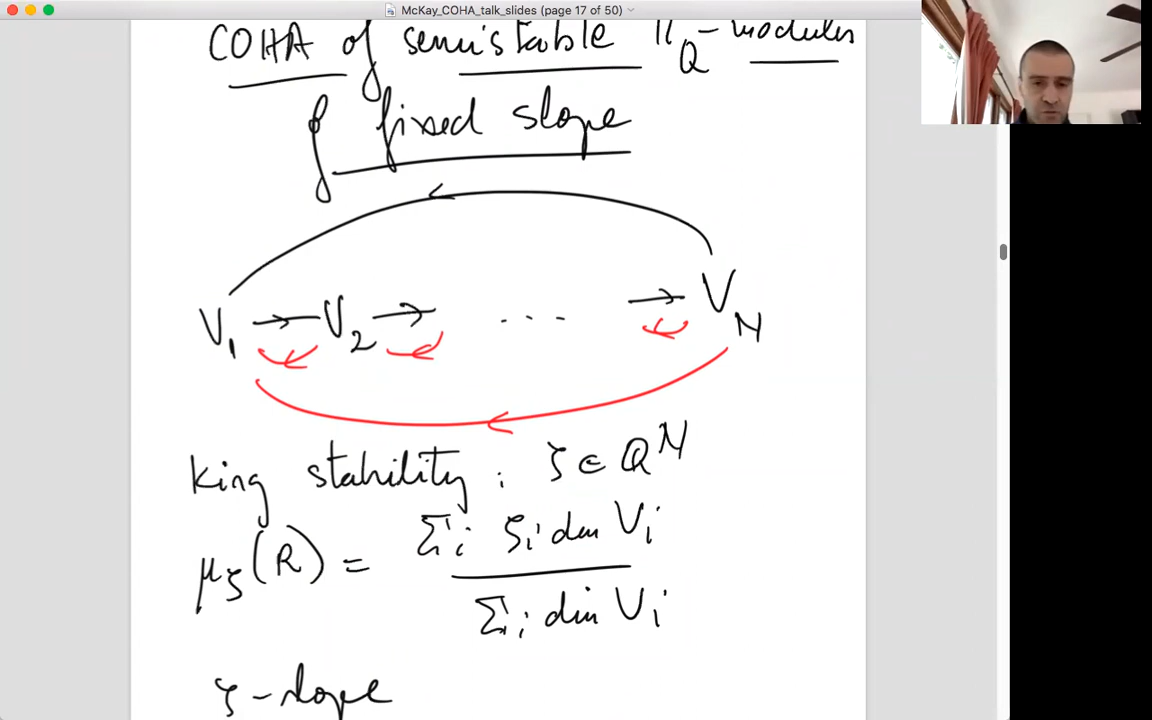 McKay_COHA_talk_slides (page 17 of 50)
COHA of semistable Π_Q-modules
of fixed slope
V_1 → V_2 → ... → V_N
King stability: ζ ∈ Q^N
μ_ζ(R) = Σ_i ζ_i dim V_i
Σ_i dim V_i
ζ-slope